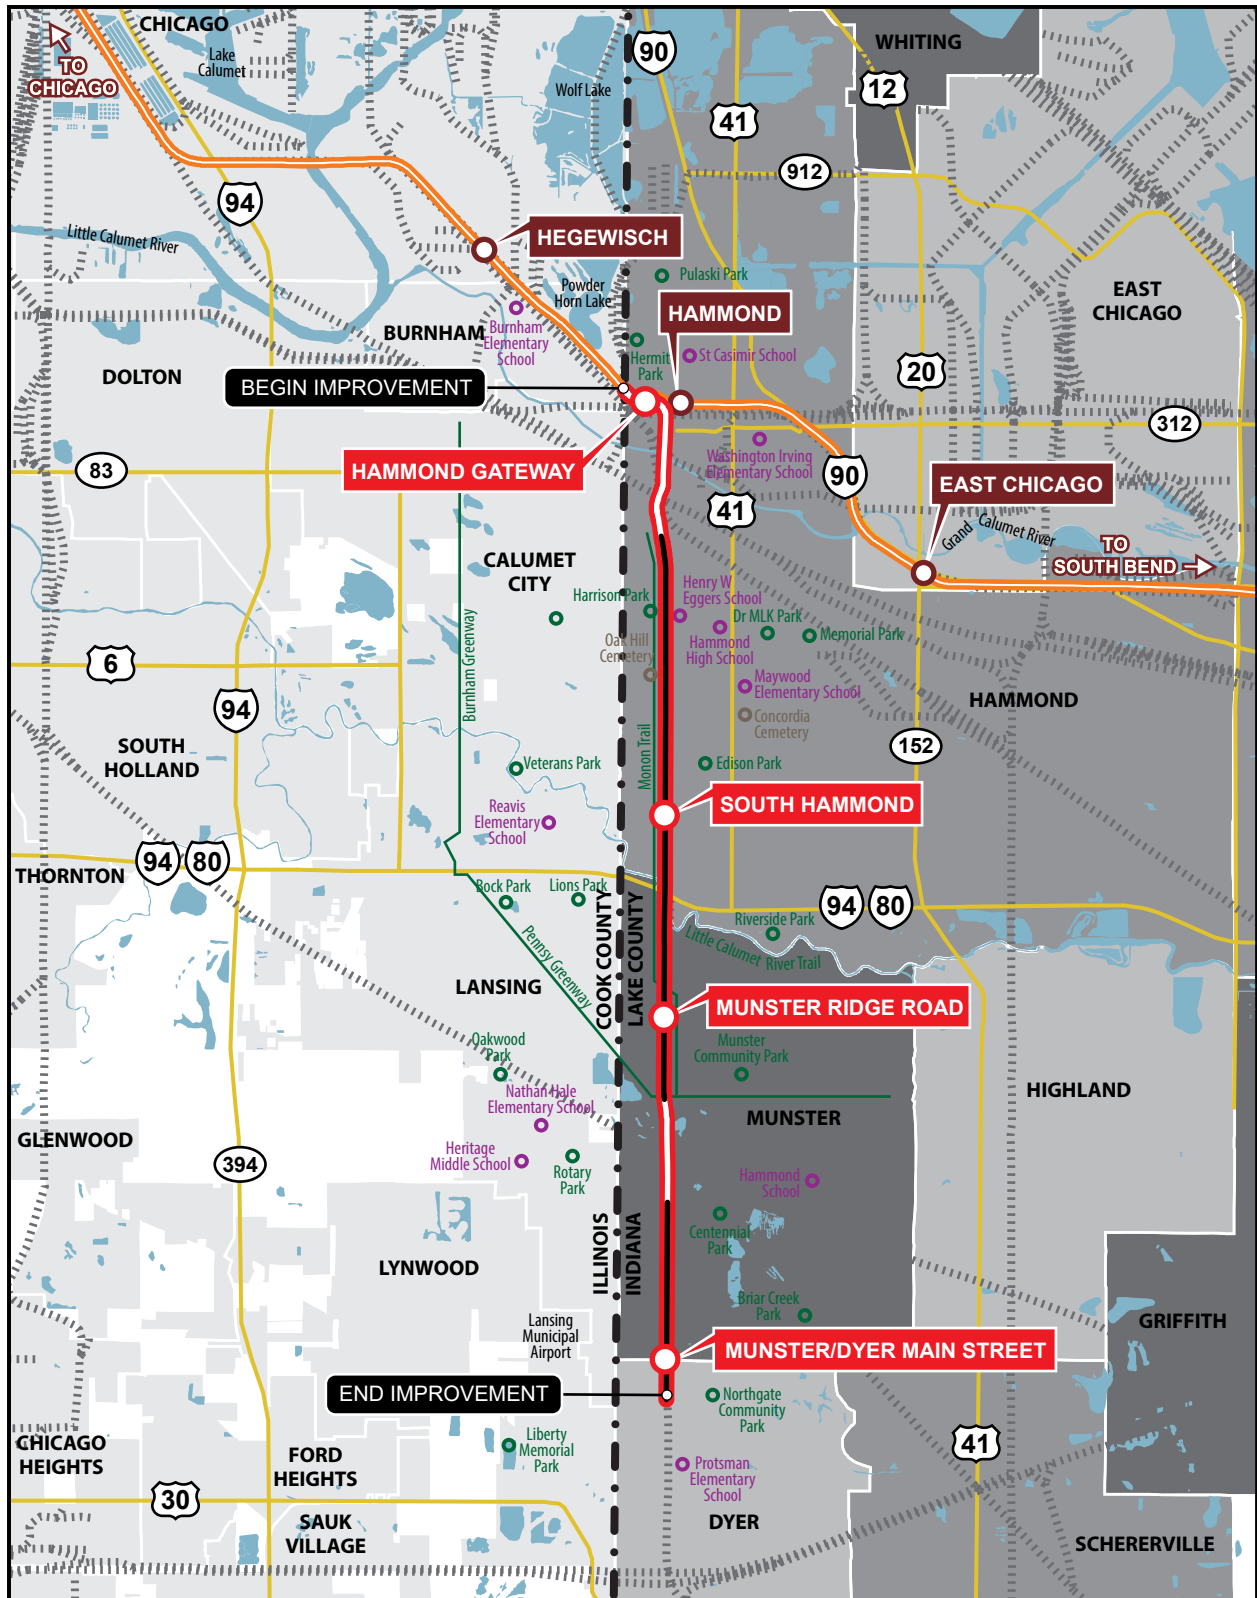 CHICAGO
Lake
Calumet
TO
CHICAGO
90
WHITING
12
Wolf Lake
41
912
94
Little Calumet River
HEGEWISCH
Pulaski Park
Powder
Horn Lake
EAST
CHICAGO
HAMMOND
BURNHAM
Burnham
Elementary
School
Hermit
Park
St Casimir School
DOLTON
BEGIN IMPROVEMENT
20
312
83
HAMMOND GATEWAY
Washington Irving
Elementary School
90
EAST CHICAGO
41
Grand Calumet River
TO
SOUTH BEND
CALUMET
CITY
Harrison Park
Henry W
Eggers School
Dr MLK Park
Memorial Park
Hammond
High School
Oak Hill
Cemetery
Burnham Greenway
6
94
Maywood
Elementary School
HAMMOND
Concordia
Cemetery
Monon Trail
152
SOUTH
HOLLAND
Veterans Park
Edison Park
SOUTH HAMMOND
Reavis
Elementary
School
94
80
THORNTON
Bock Park
Lions Park
94
80
Riverside Park
Little Calumet River Trail
Pennsy Greenway
COOK COUNTY
LAKE COUNTY
LANSING
MUNSTER RIDGE ROAD
Oakwood
Park
Munster
Community Park
Nathan Hale
Elementary School
MUNSTER
HIGHLAND
GLENWOOD
394
Heritage
Middle School
Rotary
Park
Hammond
School
Centennial
Park
ILLINOIS
INDIANA
LYNWOOD
Briar Creek
Park
Lansing
Municipal
Airport
GRIFFITH
MUNSTER/DYER MAIN STREET
END IMPROVEMENT
Northgate
Community
Park
CHICAGO
HEIGHTS
FORD
HEIGHTS
Liberty
Memorial
Park
41
Protsman
Elementary
School
30
SAUK
VILLAGE
DYER
SCHERERVILLE